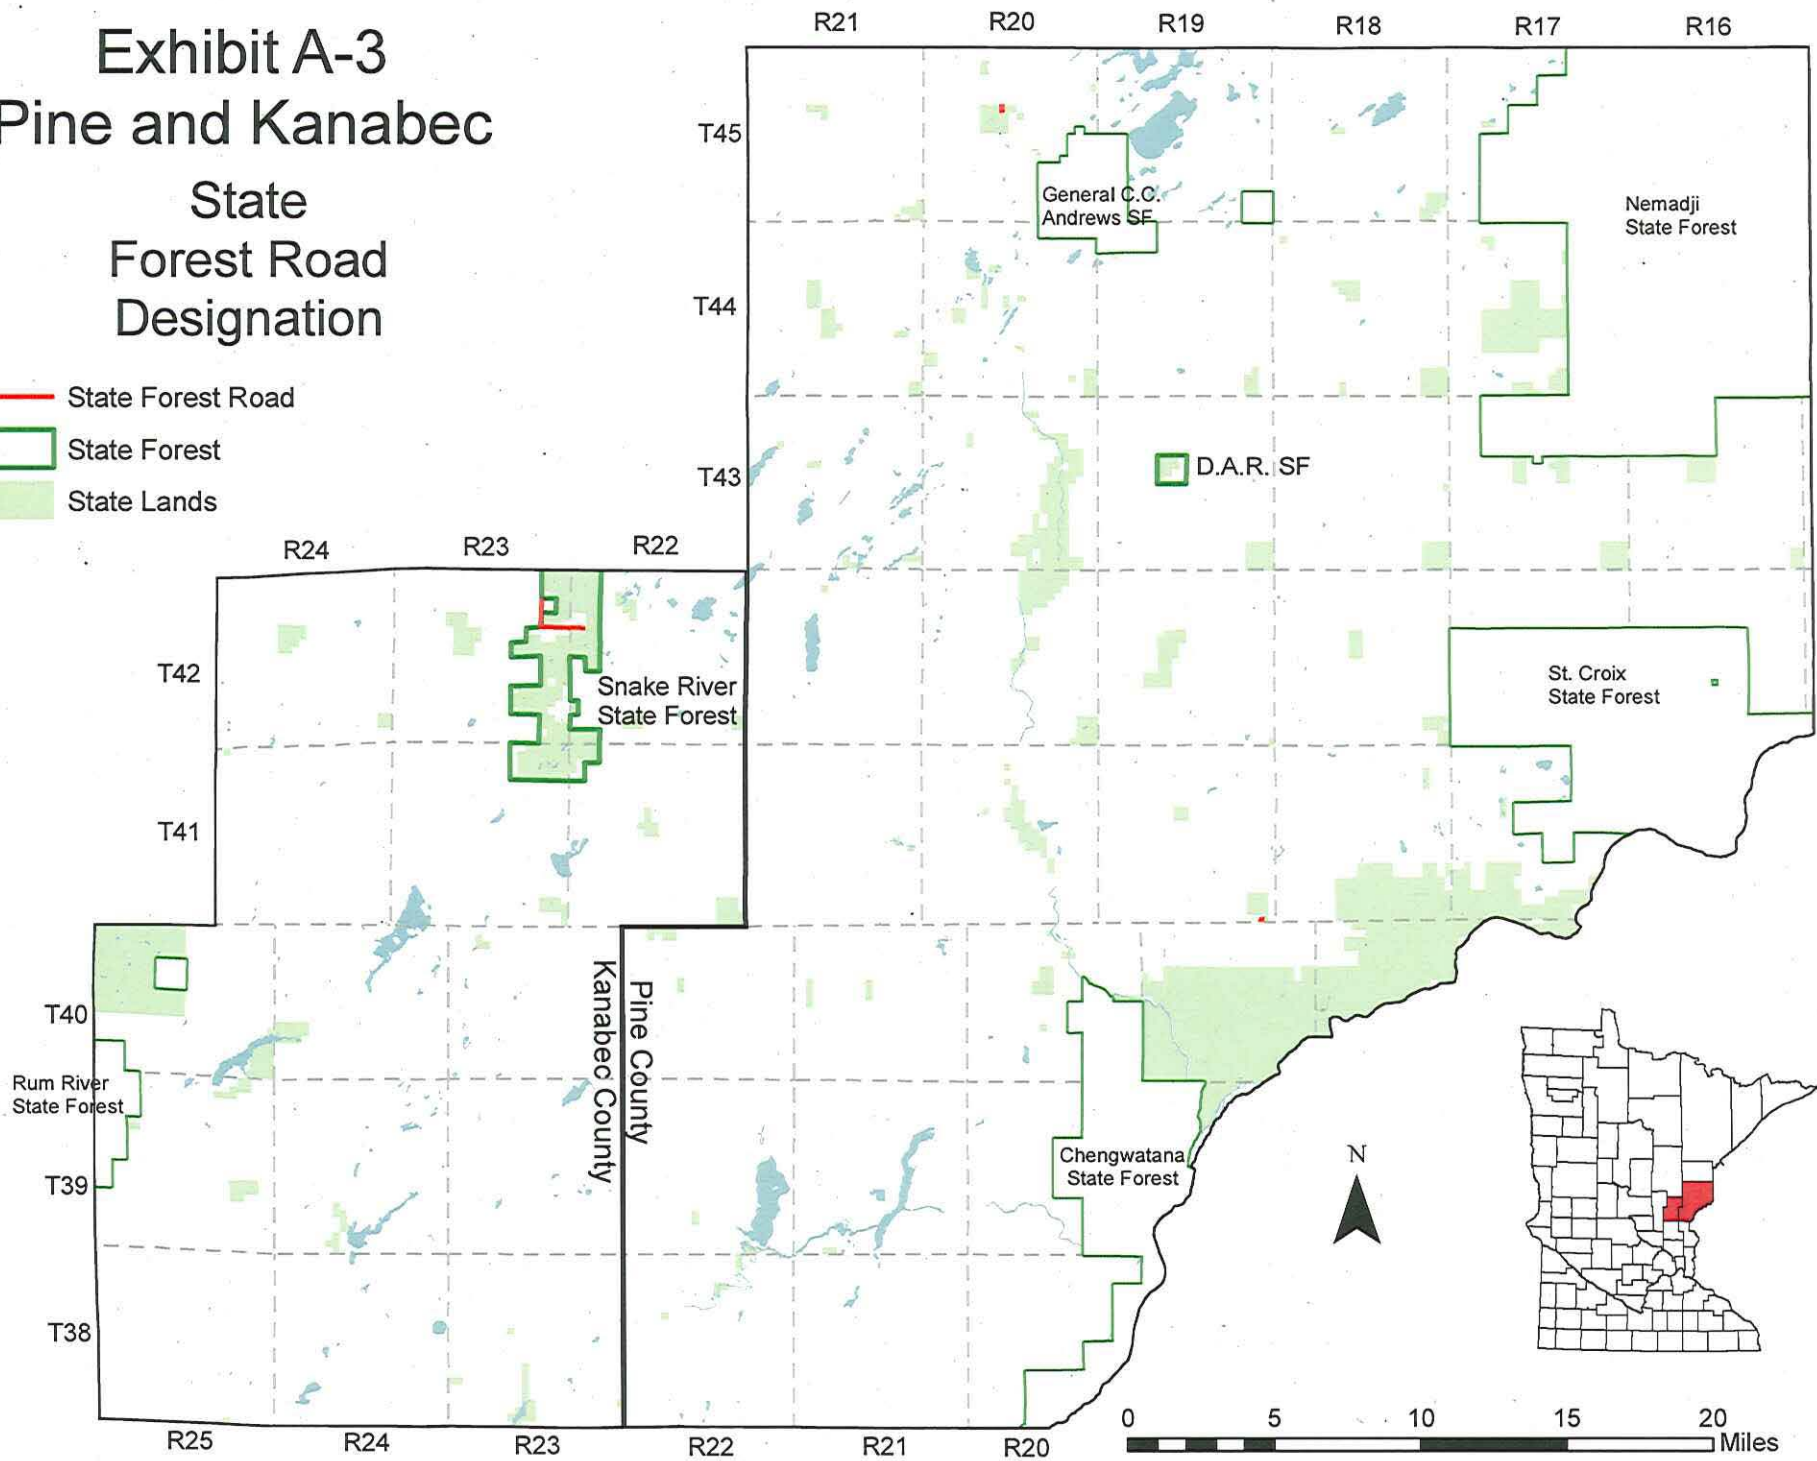 Exhibit A-3
Pine and Kanabec
State
Forest Road
Designation
State Forest Road
State Forest
State Lands
R21
R20
R19
R18
R17
R16
T45
T44
T43
General C.C.
Andrews SF
Nemadji
State Forest
D.A.R. SF
R24
R23
R22
T42
T41
T40
T39
T38
Snake River
State Forest
St. Croix
State Forest
Rum River
State Forest
Kanabec County
Pine County
Chengwatana
State Forest
N
R25
R24
R23
R22
R21
R20
0
5
10
15
20
Miles